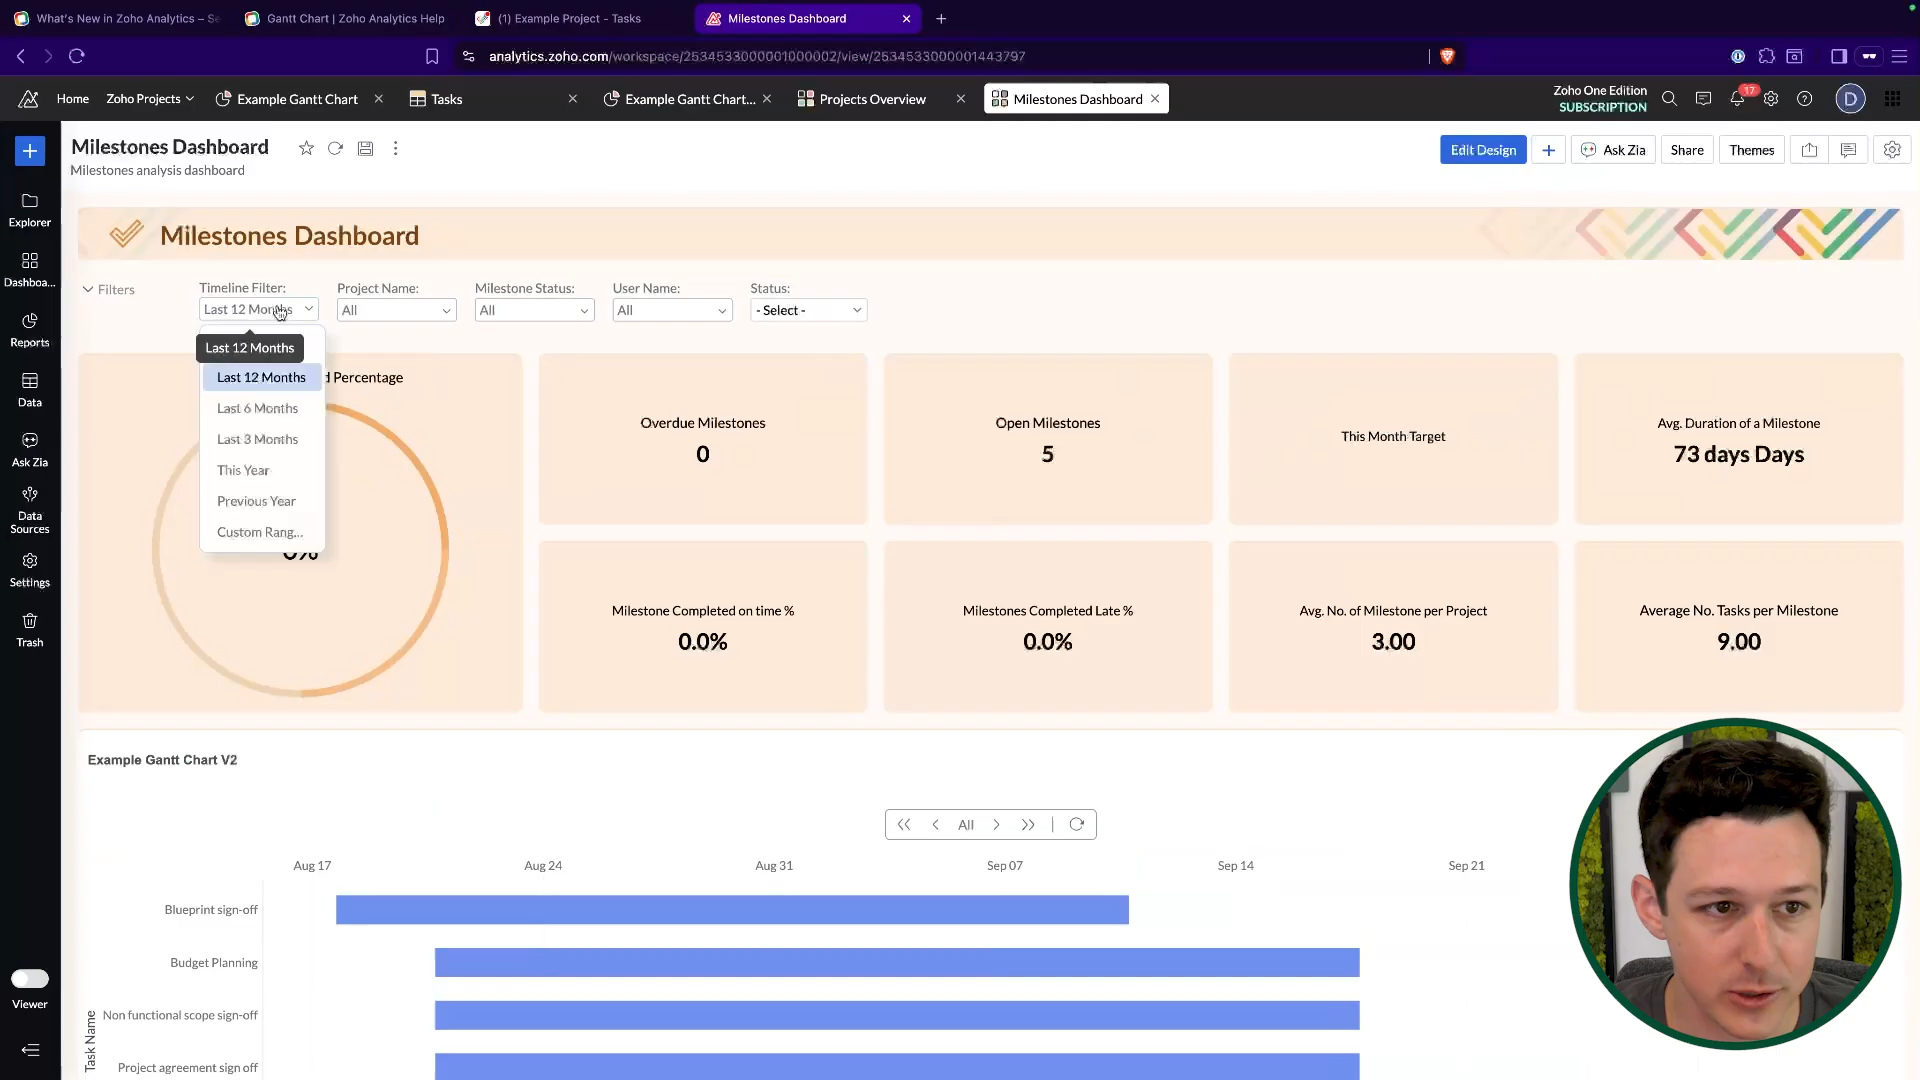 What's New in Zoho Analytics – Se
Gantt Chart | Zoho Analytics Help
(1) Example Project - Tasks
Milestones Dashboard
analytics.zoho.com/workspace/2534533000001000002/view/2534533000001443797
Home
Zoho Projects
Example Gantt Chart
Tasks
Example Gantt Chart...
Projects Overview
Milestones Dashboard
Zoho One Edition
SUBSCRIPTION
17
D
Milestones Dashboard
Milestones analysis dashboard
Edit Design
Ask Zia
Share
Themes
Explorer
Dashboa...
Reports
Data
Ask Zia
Data
Sources
Settings
Trash
Viewer
Milestones Dashboard
Filters
Timeline Filter:
Last 12 Months
Project Name:
All
Milestone Status:
All
User Name:
All
Status:
- Select -
Last 12 Months
Last 12 Months
Last 6 Months
Last 3 Months
This Year
Previous Year
Custom Rang...
d Percentage
0%
Overdue Milestones
0
Open Milestones
5
This Month Target
Avg. Duration of a Milestone
73 days Days
Milestone Completed on time %
0.0%
Milestones Completed Late %
0.0%
Avg. No. of Milestone per Project
3.00
Average No. Tasks per Milestone
9.00
Example Gantt Chart V2
All
Aug 17
Aug 24
Aug 31
Sep 07
Sep 14
Sep 21
Blueprint sign-off
Budget Planning
Non functional scope sign-off
Project agreement sign off
Task Name